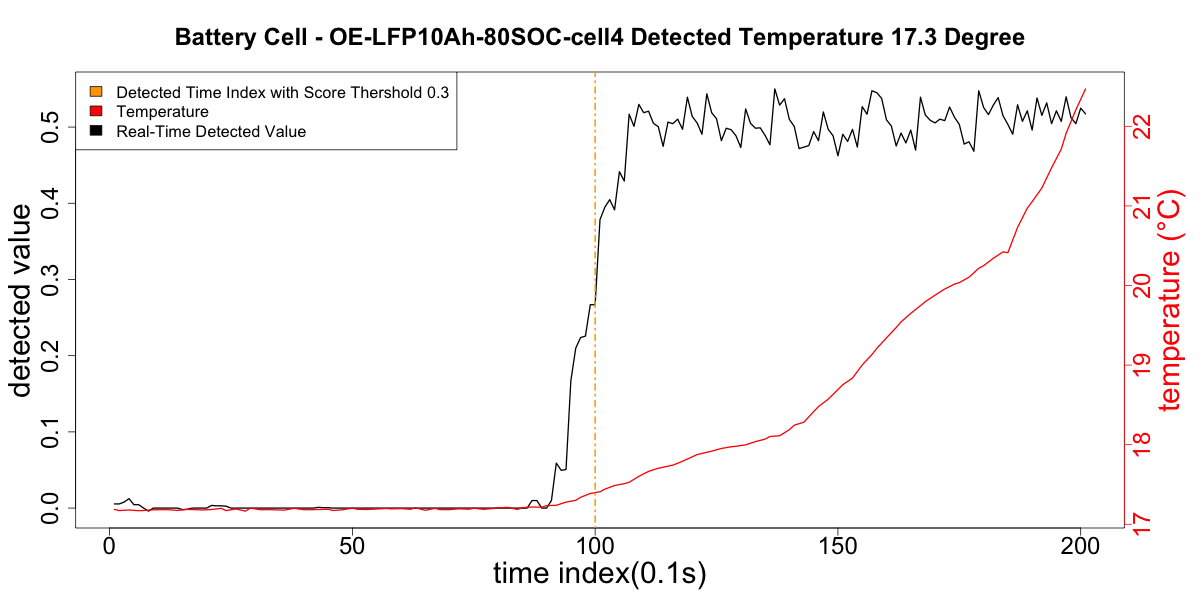 Battery Cell - OE-LFP10Ah-80SOC-cell4 Detected Temperature 17.3 Degree
Detected Time Index with Score Thershold 0.3
Temperature
Real-Time Detected Value
detected value
0.0 0.1 0.2 0.3 0.4 0.5
temperature (°C)
17 18 19 20 21 22
0 50 100 150 200
time index(0.1s)